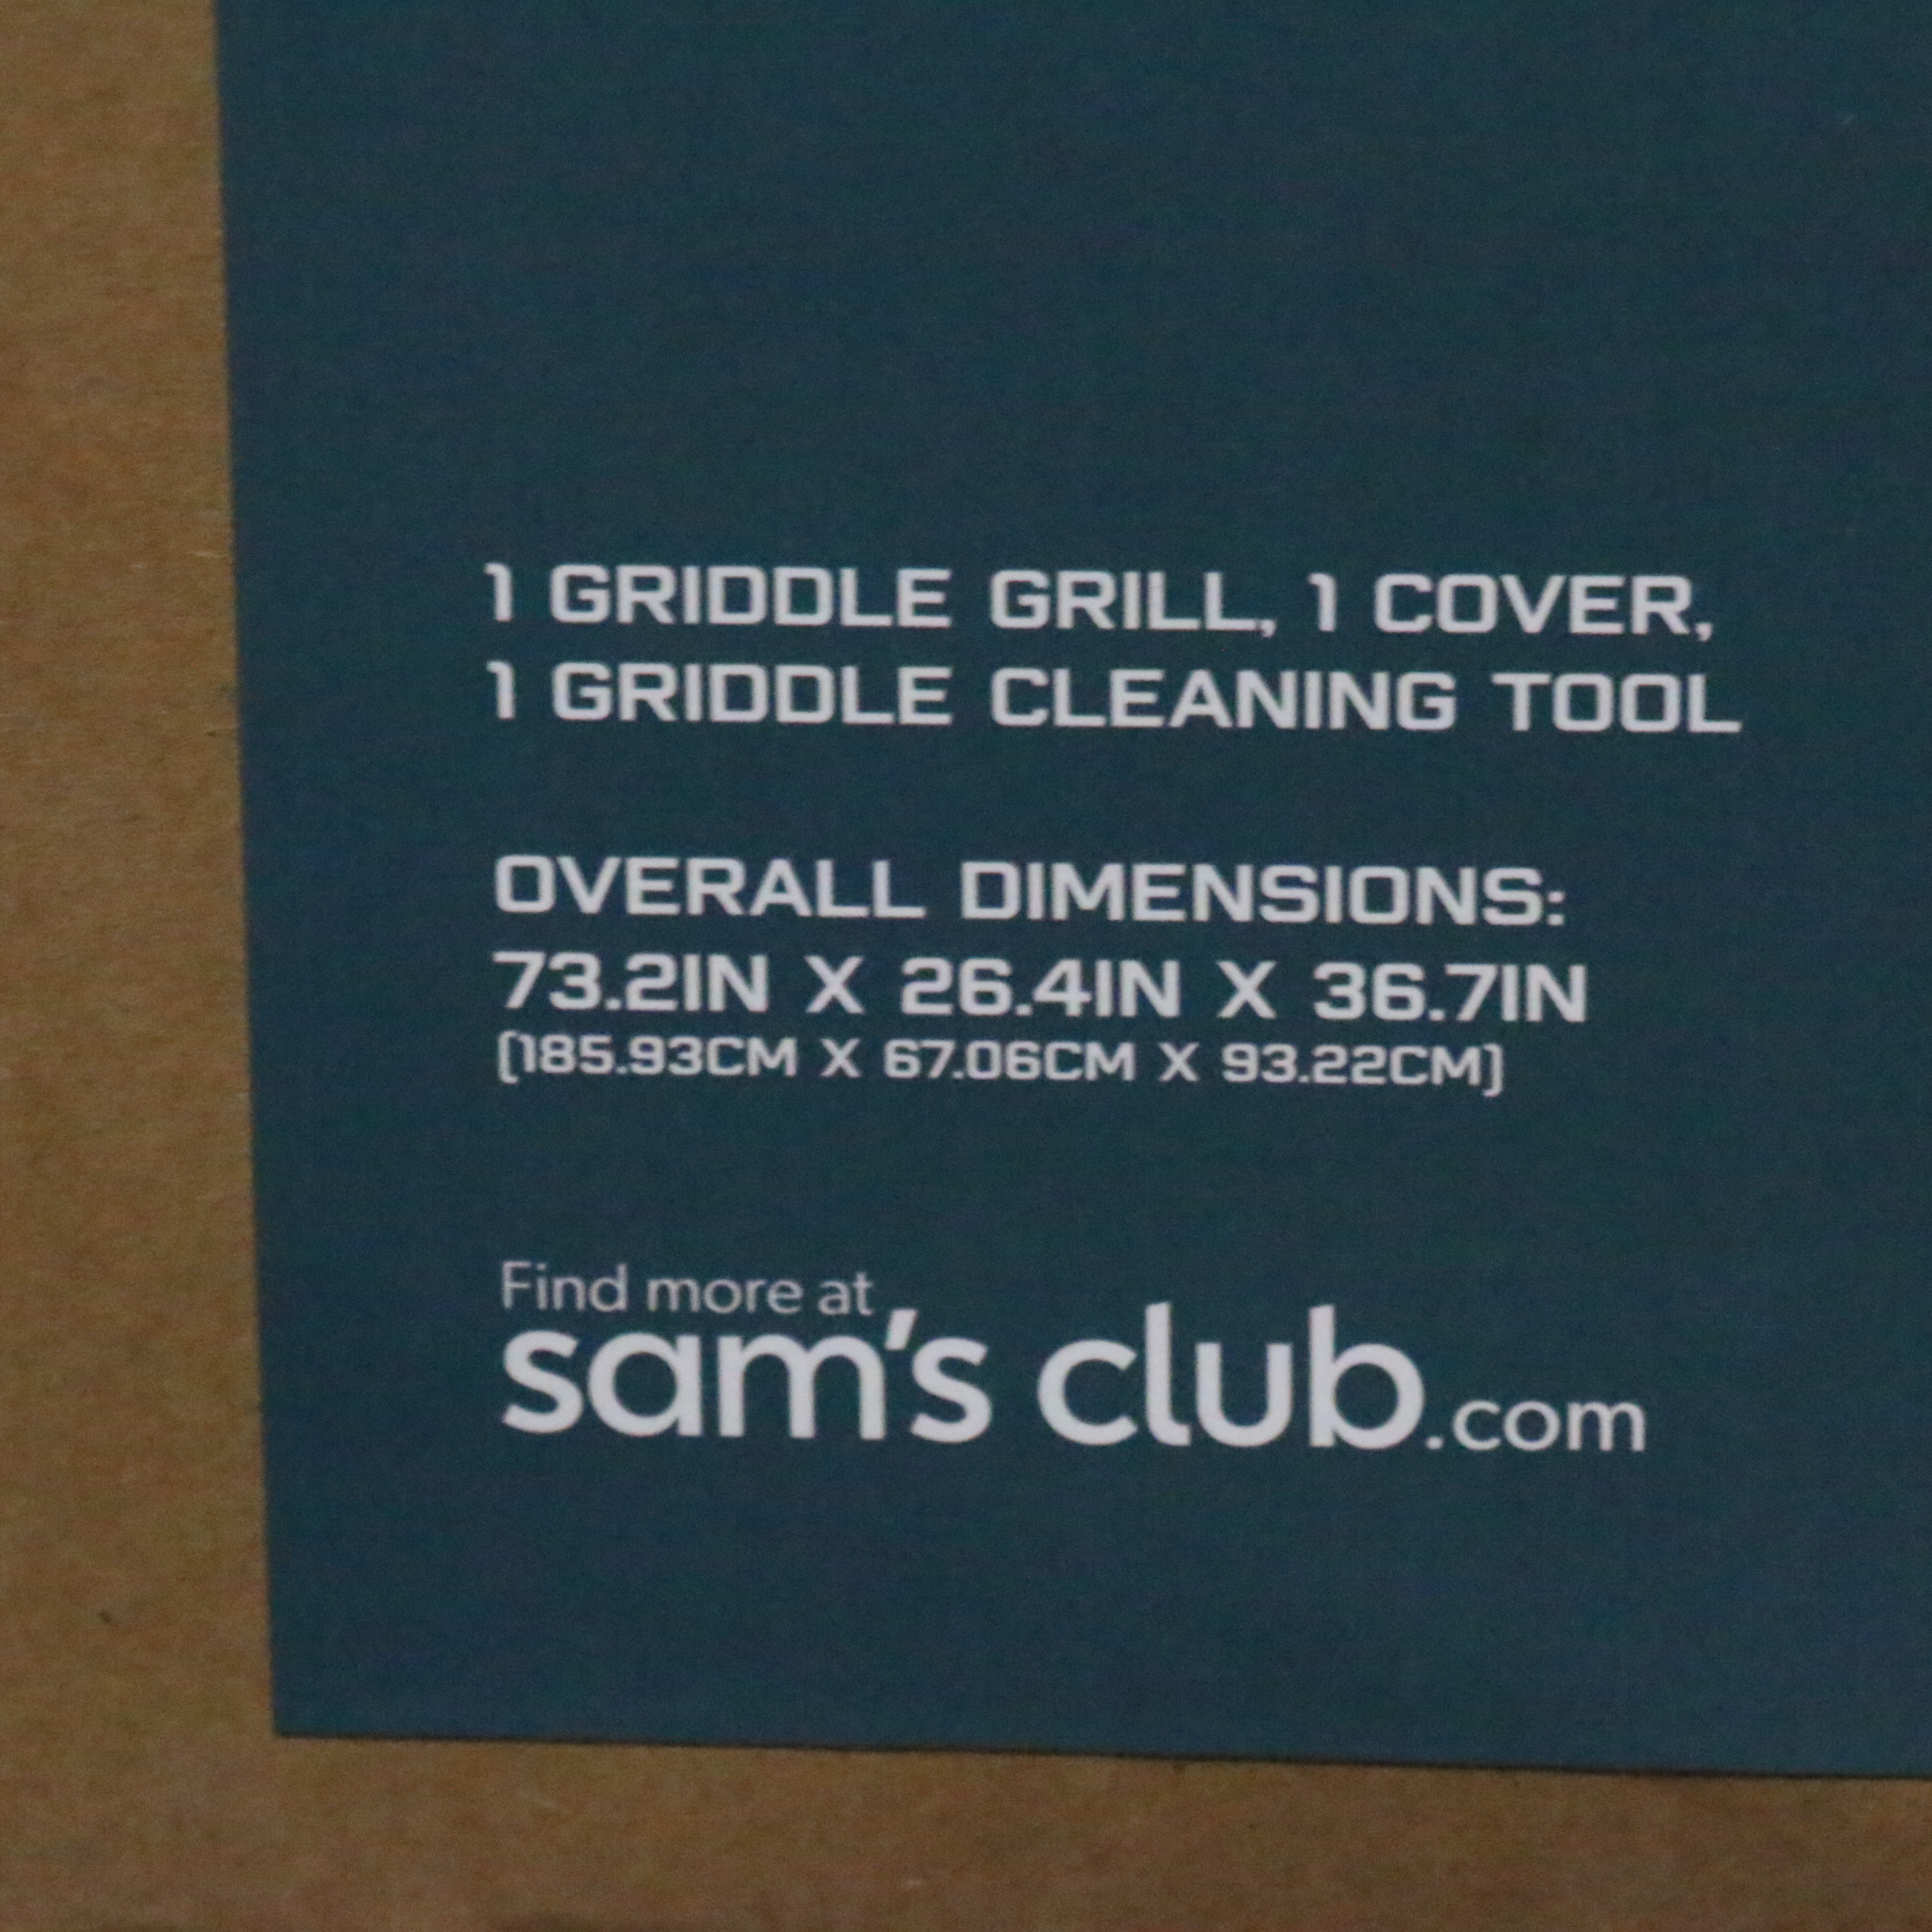 1 GRIDDLE GRILL, 1 COVER,
1 GRIDDLE CLEANING TOOL
OVERALL DIMENSIONS:
73.2IN X 26.4IN X 36.7IN
(185.93CM X 67.06CM X 93.22CM)
Find more at
sam's club.com